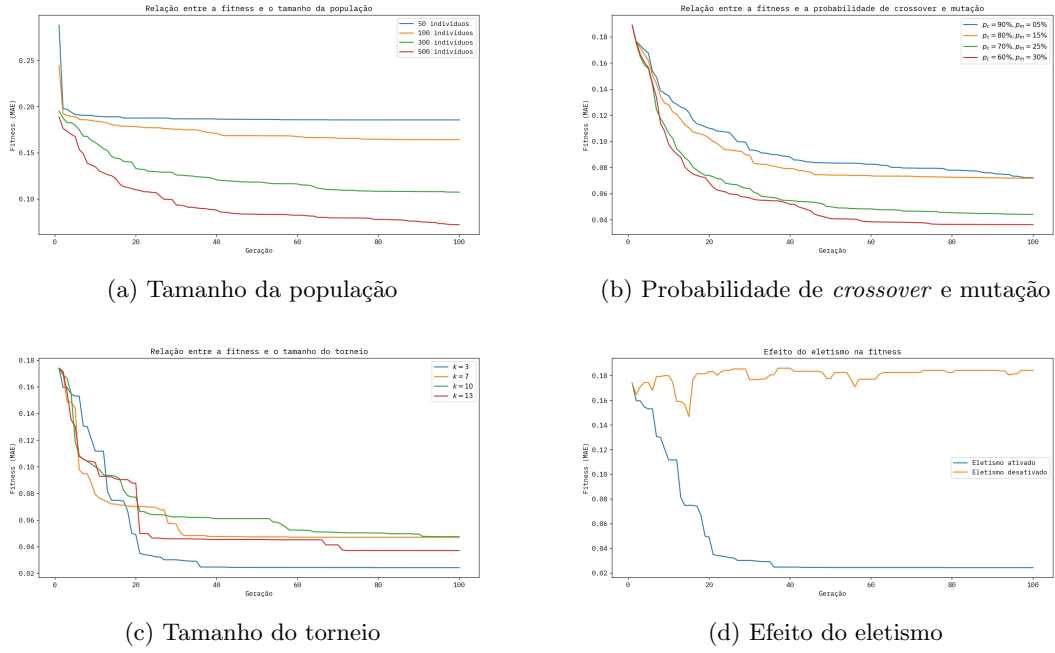 Relação entre a fitness e o tamanho da população
50 indivíduos
100 indivíduos
300 indivíduos
500 indivíduos
Fitness (MAE)
0.25
0.20
0.15
0.10
0 20 40 60 80 100
Geração
(a) Tamanho da população
Relação entre a fitness e a probabilidade de crossover e mutação
p_c = 90%, p_m = 05%
p_c = 80%, p_m = 15%
p_c = 70%, p_m = 25%
p_c = 60%, p_m = 30%
Fitness (MAE)
0.18
0.16
0.14
0.12
0.10
0.08
0.06
0.04
0 20 40 60 80 100
Geração
(b) Probabilidade de crossover e mutação
Relação entre a fitness e o tamanho do torneio
k = 3
k = 7
k = 10
k = 13
Fitness (MAE)
0.18
0.16
0.14
0.12
0.10
0.08
0.06
0.04
0.02
0 20 40 60 80 100
Geração
(c) Tamanho do torneio
Efeito do eletismo na fitness
Eletismo ativado
Eletismo desativado
Fitness (MAE)
0.18
0.16
0.14
0.12
0.10
0.08
0.06
0.04
0.02
0 20 40 60 80 100
Geração
(d) Efeito do eletismo